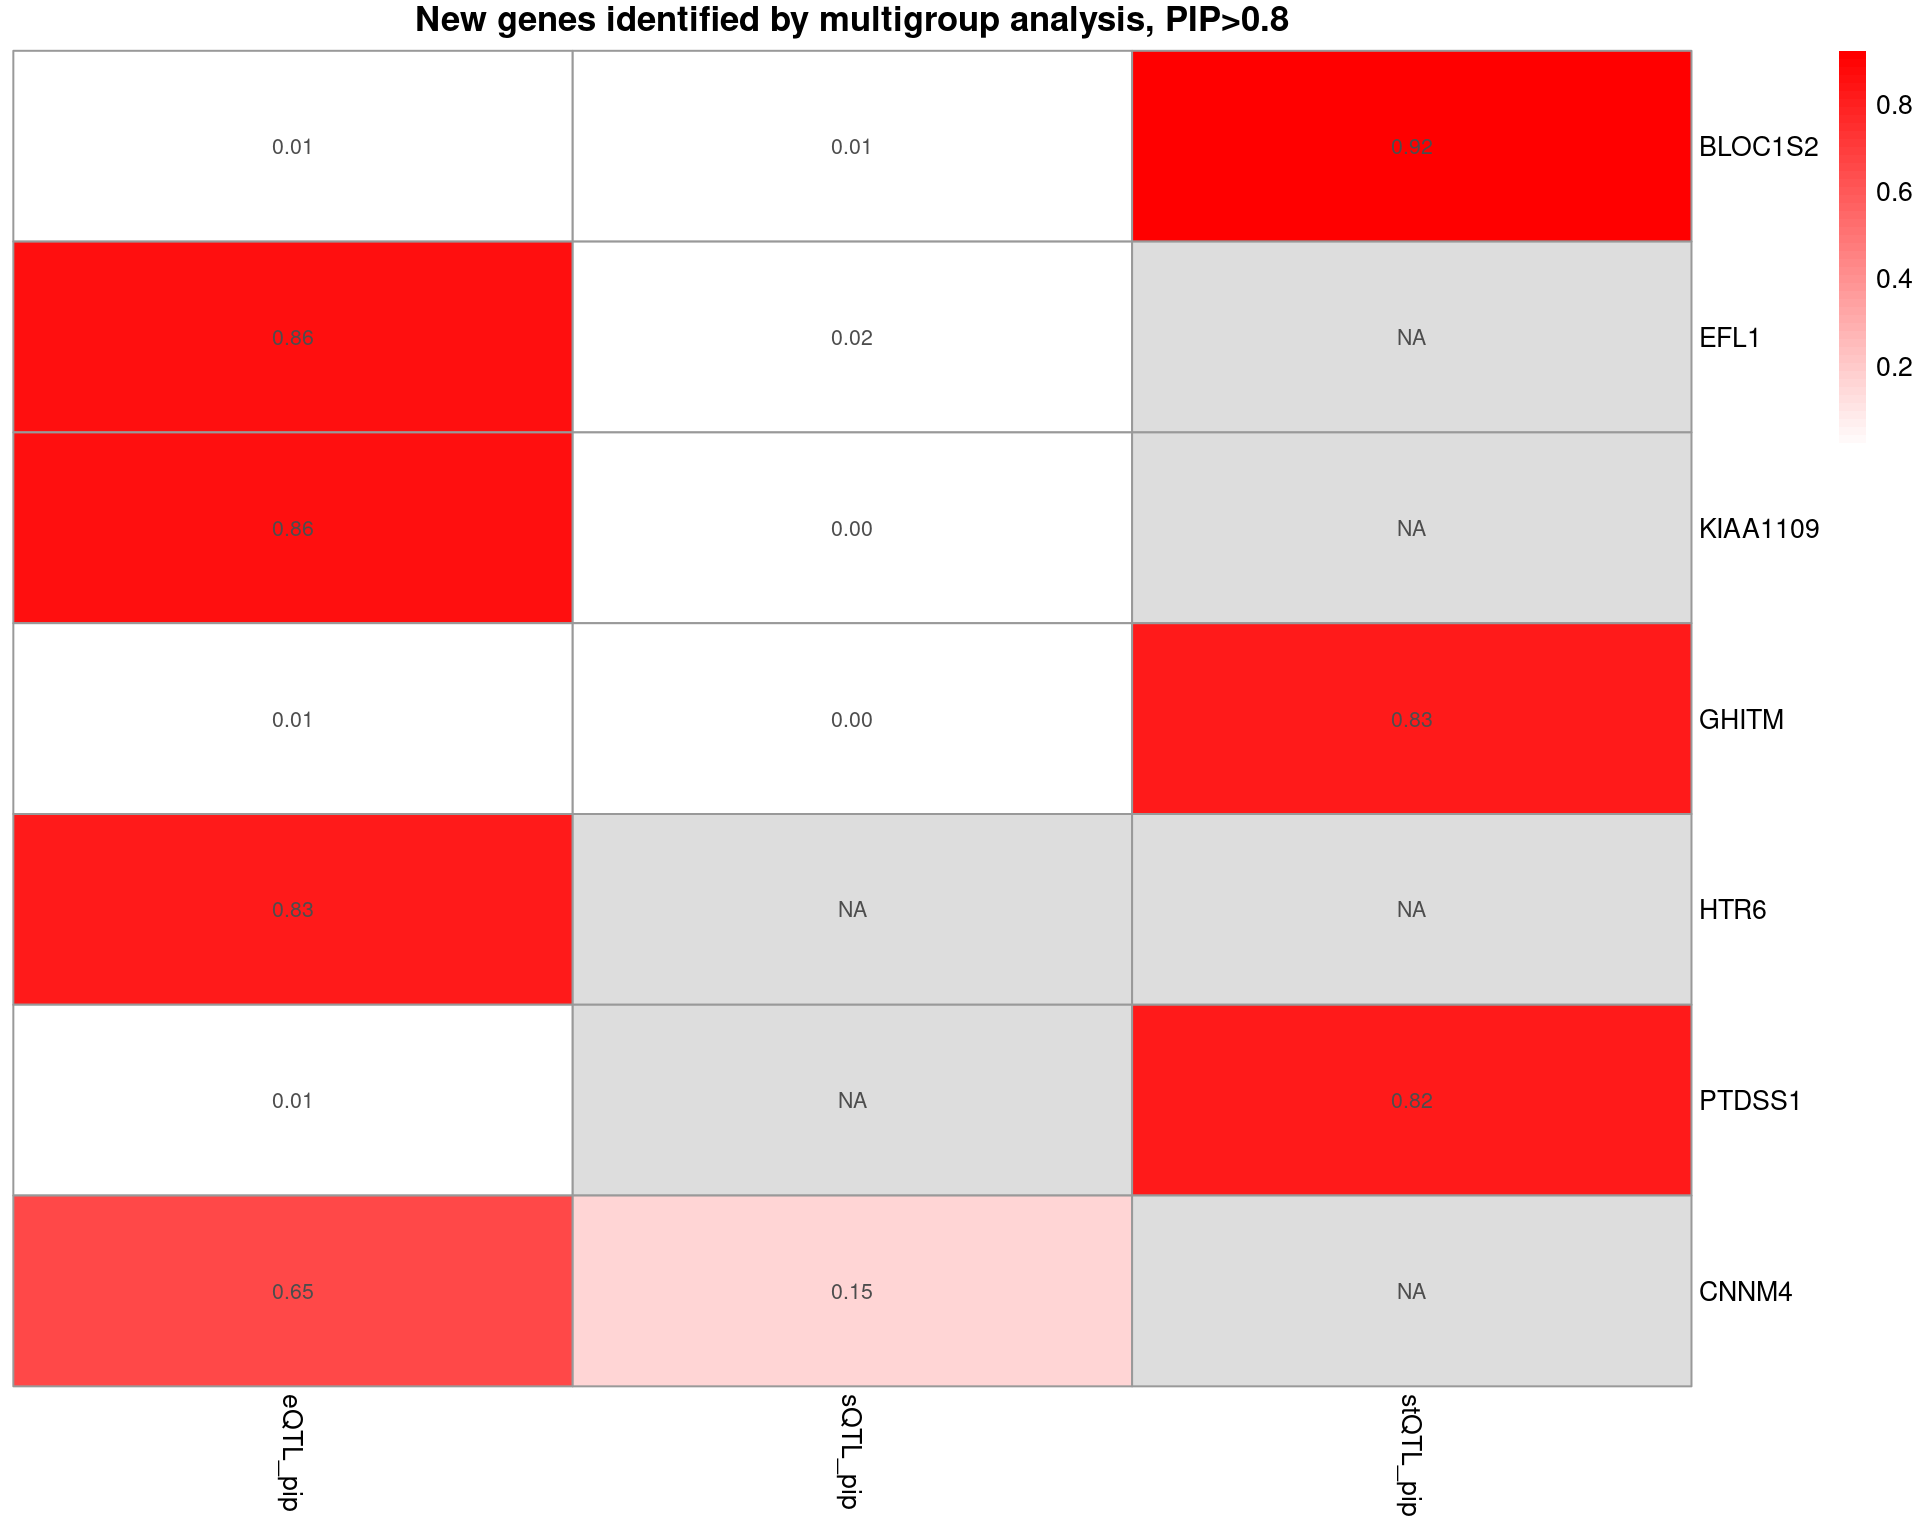 New genes identified by multigroup analysis, PIP>0.8
0.01 0.01 0.92 BLOC1S2
0.86 0.02 NA EFL1
0.86 0.00 NA KIAA1109
0.01 0.00 0.83 GHITM
0.83 NA NA HTR6
0.01 NA 0.82 PTDSS1
0.65 0.15 NA CNNM4
eQTL_pip
sQTL_pip
stQTL_pip
0.8
0.6
0.4
0.2